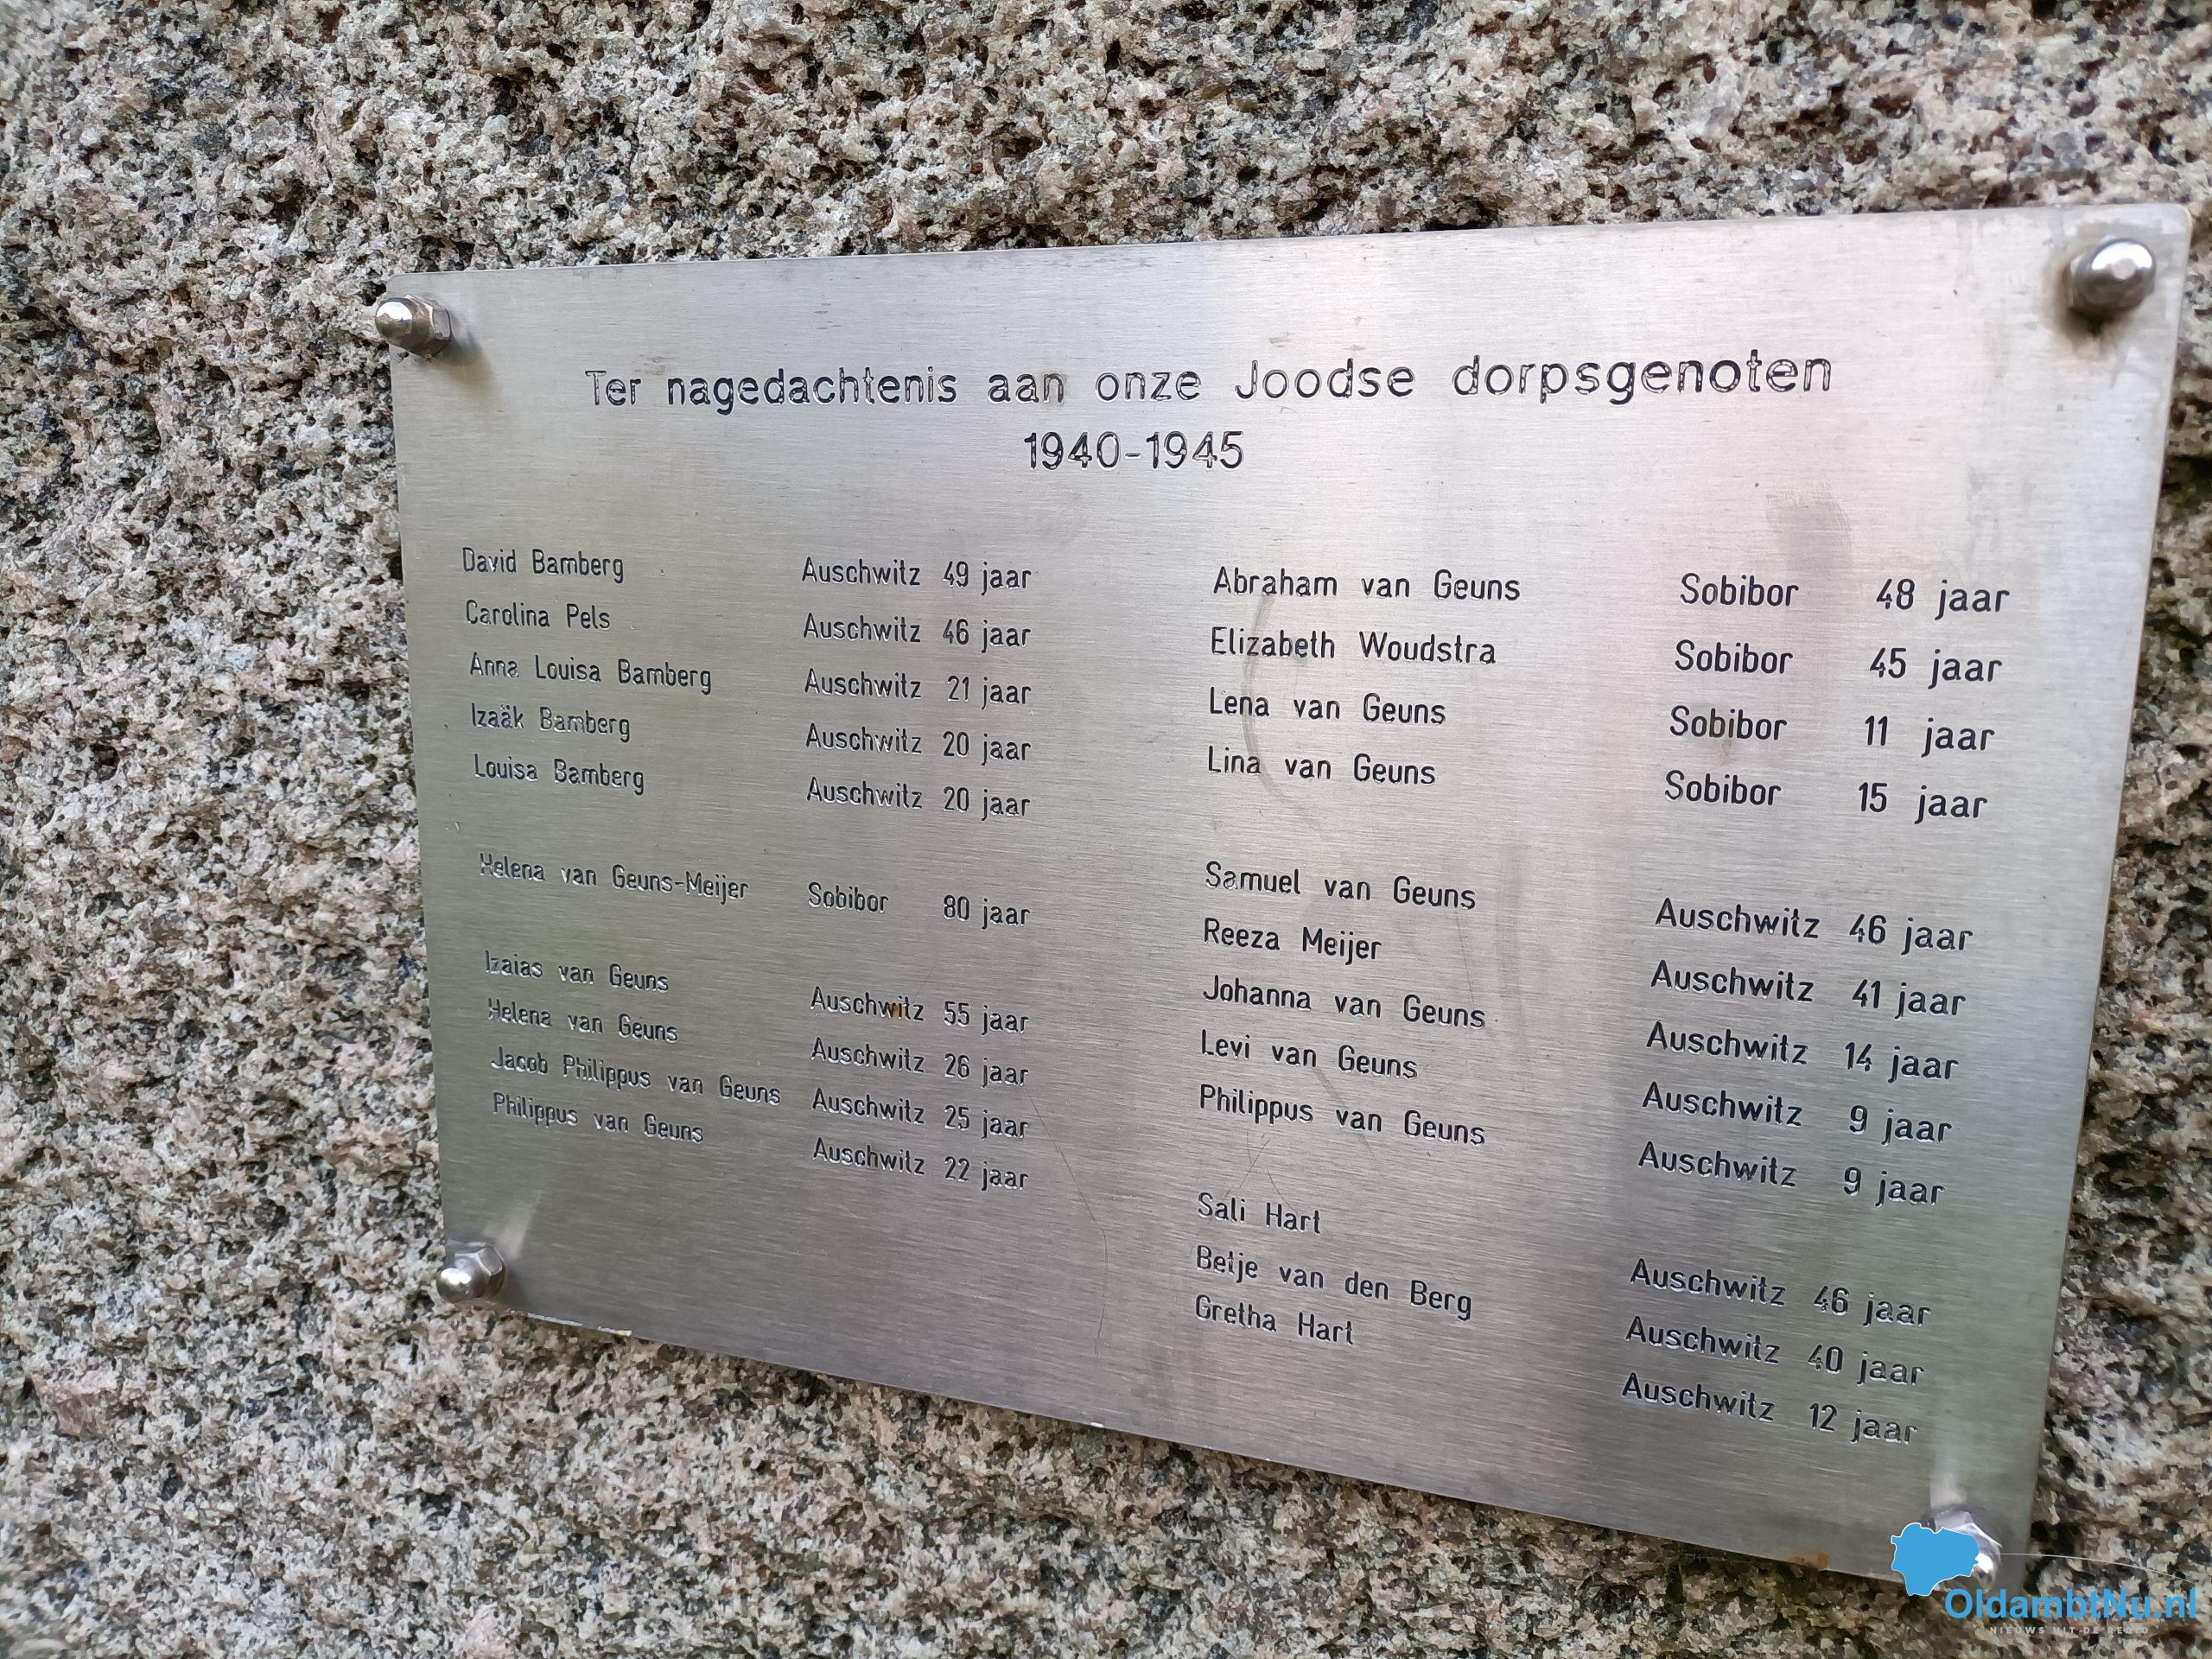 Ter nagedachtenis aan onze Joodse dorpsgenoten
1940-1945
David Bamberg Auschwitz 49 jaar
Carolina Pels Auschwitz 46 jaar
Anna Louisa Bamberg Auschwitz 21 jaar
Izaäk Bamberg Auschwitz 20 jaar
Louisa Bamberg Auschwitz 20 jaar
Helena van Geuns-Meijer Sobibor 80 jaar
Izaias van Geuns Auschwitz 55 jaar
Helena van Geuns Auschwitz 26 jaar
Jacob Philippus van Geuns Auschwitz 25 jaar
Philippus van Geuns Auschwitz 22 jaar
Abraham van Geuns Sobibor 48 jaar
Elizabeth Woudstra Sobibor 45 jaar
Lena van Geuns Sobibor 11 jaar
Lina van Geuns Sobibor 15 jaar
Samuel van Geuns Auschwitz 46 jaar
Reeza Meijer Auschwitz 41 jaar
Johanna van Geuns Auschwitz 14 jaar
Levi van Geuns Auschwitz 9 jaar
Philippus van Geuns Auschwitz 9 jaar
Sali Hart Auschwitz 46 jaar
Betje van den Berg Auschwitz 40 jaar
Gretha Hart Auschwitz 12 jaar
OldambtNu.nl
NIEUWS UIT DE REGIO